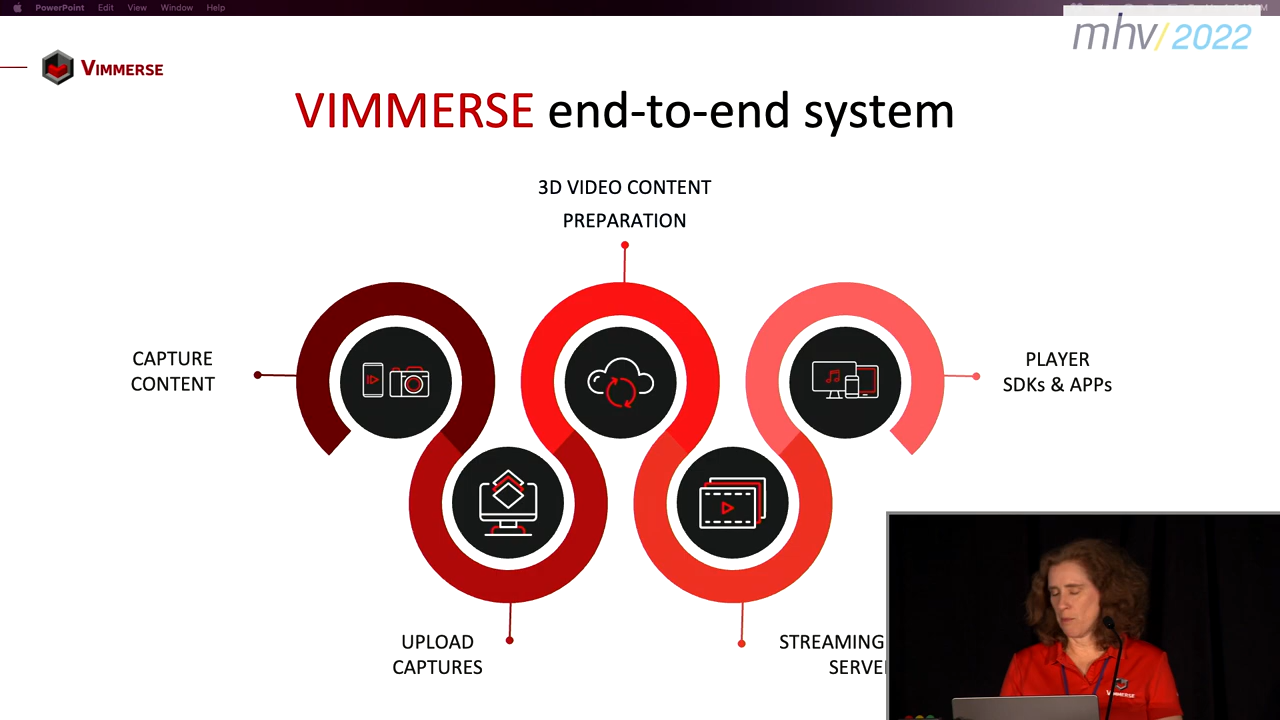 PowerPoint Edit View Window Help
mhv/2022
VIMMERSE
VIMMERSE end-to-end system
3D VIDEO CONTENT
PREPARATION
CAPTURE
CONTENT
PLAYER
SDKs & APPs
UPLOAD
CAPTURES
STREAMING
VIMMERSE